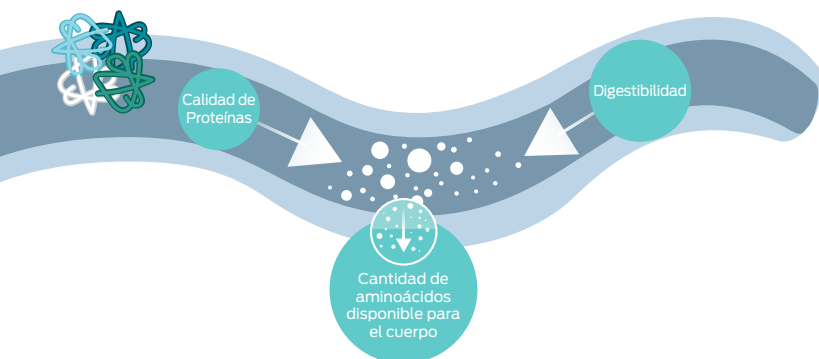 Calidad de
Proteínas
Digestibilidad
Cantidad de
aminoácidos
disponible para
el cuerpo